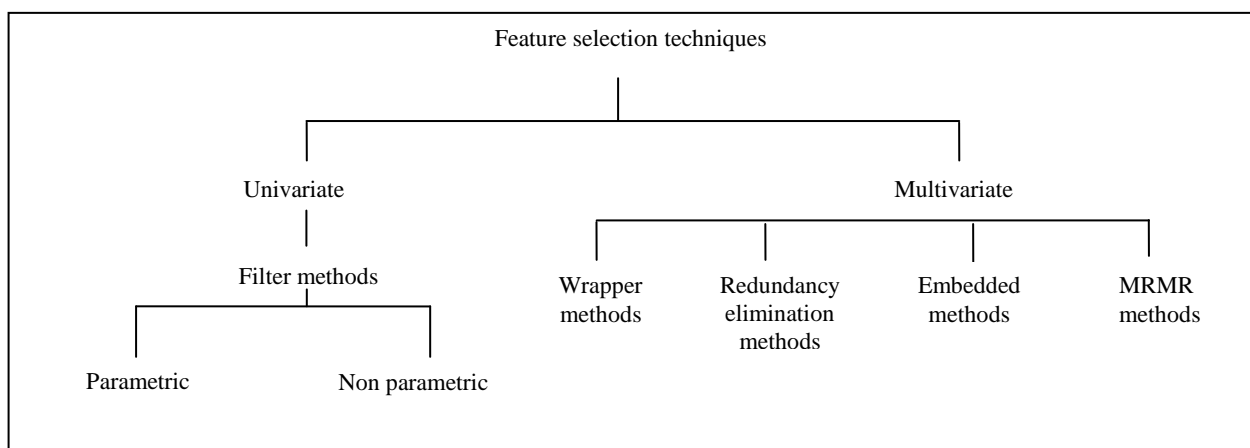 Feature selection techniques
Univariate
Multivariate
Filter methods
Wrapper
methods
Redundancy
elimination
methods
Embedded
methods
MRMR
methods
Parametric
Non parametric